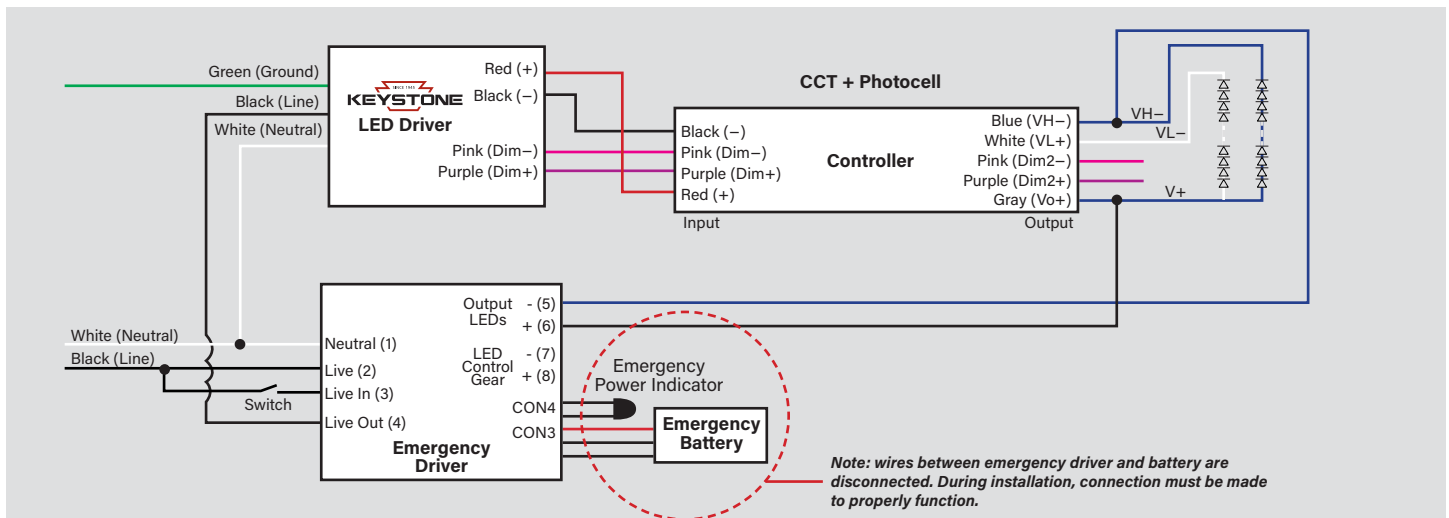 Green (Ground)
Black (Line)
White (Neutral)
SINCE 1945
KEYSTONE
LED Driver
Red (+)
Black (−)
Pink (Dim−)
Purple (Dim+)
CCT + Photocell
Black (−)
Pink (Dim−)
Purple (Dim+)
Red (+)
Controller
Blue (VH−)
White (VL+)
Pink (Dim2−)
Purple (Dim2+)
Gray (Vo+)
Input
Output
VH−
VL−
V+
White (Neutral)
Black (Line)
Switch
Neutral (1)
Live (2)
Live In (3)
Live Out (4)
Emergency
Driver
Output
LEDs
- (5)
+ (6)
LED
Control
Gear
- (7)
+ (8)
CON4
CON3
Emergency
Power Indicator
Emergency
Battery
Note: wires between emergency driver and battery are
disconnected. During installation, connection must be made
to properly function.